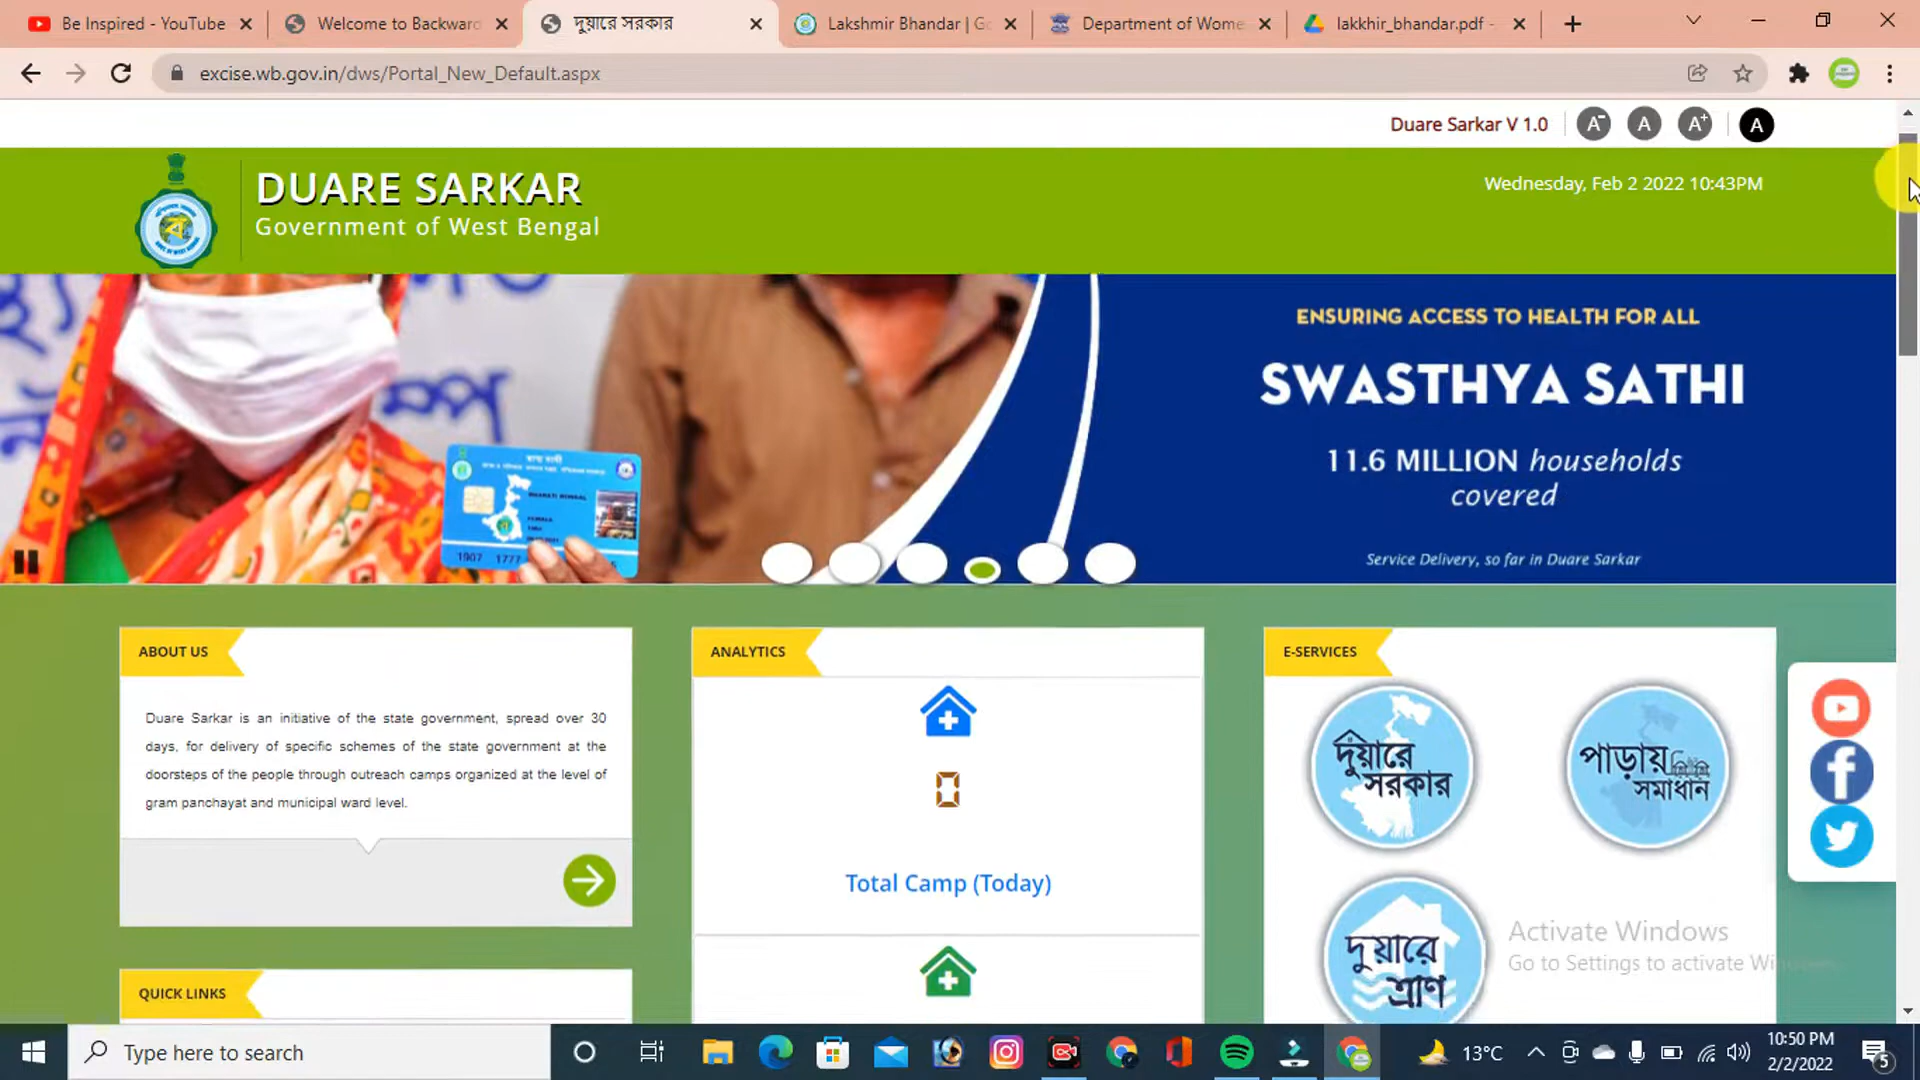 Be Inspired - YouTube
Welcome to Backward
দুয়ারে সরকার
Lakshmir Bhandar | Go
Department of Wome
lakkhir_bhandar.pdf -
excise.wb.gov.in/dws/Portal_New_Default.aspx
Duare Sarkar V 1.0
A- A A+ A
DUARE SARKAR
Government of West Bengal
Wednesday, Feb 2 2022 10:43PM
ENSURING ACCESS TO HEALTH FOR ALL
SWASTHYA SATHI
11.6 MILLION households
covered
Service Delivery, so far in Duare Sarkar
1907 1777
ABOUT US
Duare Sarkar is an initiative of the state government, spread over 30
days, for delivery of specific schemes of the state government at the
doorsteps of the people through outreach camps organized at the level of
gram panchayat and municipal ward level.
QUICK LINKS
ANALYTICS
0
Total Camp (Today)
E-SERVICES
দুয়ারে
সরকার
পাড়ায়
সমাধান
দুয়ারে
ত্রাণ
Activate Windows
Go to Settings to activate
Type here to search
13°C
10:50 PM
2/2/2022
5